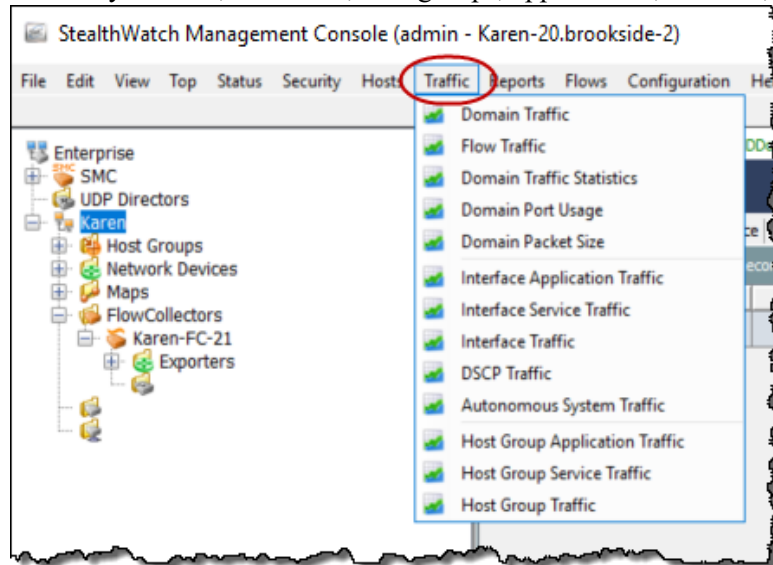 StealthWatch Management Console (admin - Karen-20.brookside-2)
File Edit View Top Status Security Hosts Traffic Reports Flows Configuration
Enterprise
SMC
UDP Directors
Karen
Host Groups
Network Devices
Maps
FlowCollectors
Karen-FC-21
Exporters
Domain Traffic
Flow Traffic
Domain Traffic Statistics
Domain Port Usage
Domain Packet Size
Interface Application Traffic
Interface Service Traffic
Interface Traffic
DSCP Traffic
Autonomous System Traffic
Host Group Application Traffic
Host Group Service Traffic
Host Group Traffic